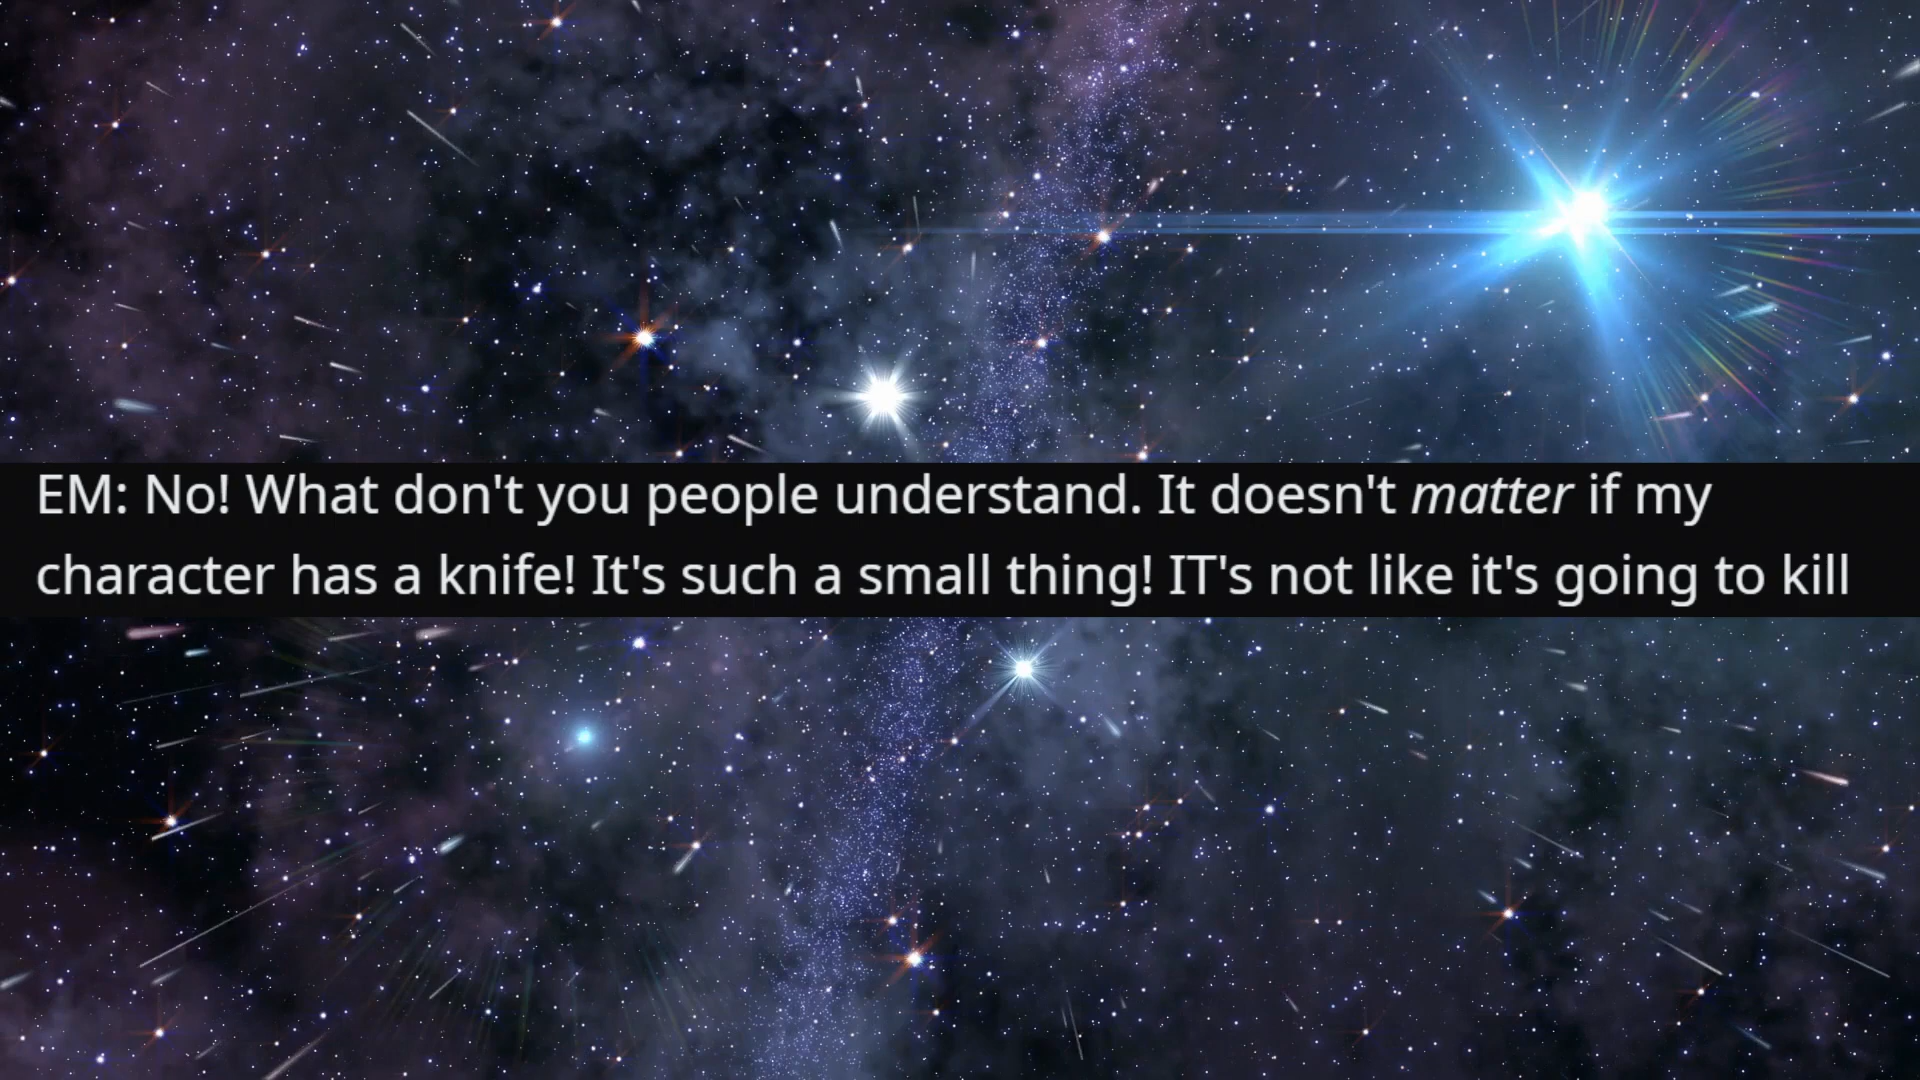 EM: No! What don't you people understand. It doesn't matter if my
character has a knife! It's such a small thing! IT's not like it's going to kill